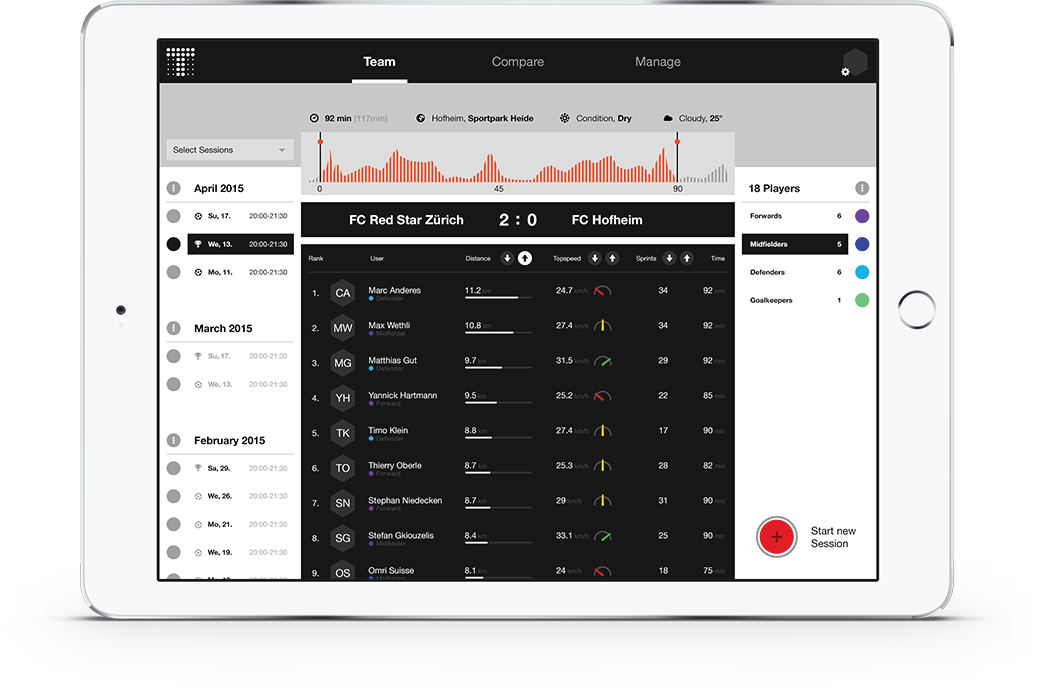 Team Compare Manage
92 min (117min) Hofheim, Sportpark Heide Condition, Dry Cloudy, 25°
Select Sessions
0 45 90
April 2015
Su, 17. 20:00-21:30
We, 13. 20:00-21:30
Mo, 11. 20:00-21:30
March 2015
Su, 17. 20:00-21:30
We, 13. 20:00-21:30
February 2015
Sa, 29. 20:00-21:30
We, 26. 20:00-21:30
Mo, 21. 20:00-21:30
We, 19. 20:00-21:30
FC Red Star Zürich 2 : 0 FC Hofheim
Rank User Distance Topspeed Sprints Time
1. CA Marc Anderes 11.2 km 24.7 km/h 34 92 min
Defender
2. MW Max Wethli 10.8 km 27.4 km/h 34 92 min
Midfielder
3. MG Matthias Gut 9.7 km 31.5 km/h 29 92 min
Defender
4. YH Yannick Hartmann 9.5 km 25.2 km/h 22 85 min
Forward
5. TK Timo Klein 8.8 km 27.4 km/h 17 90 min
Defender
6. TO Thierry Oberle 8.7 km 25.3 km/h 28 82 min
Forward
7. SN Stephan Niedecken 8.7 km 29 km/h 31 90 min
Forward
8. SG Stefan Gkiouzelis 8.4 km 33.1 km/h 25 90 min
Midfielder
9. OS Omri Suisse 8.1 km 24 km/h 18 75 min
Midfielder
18 Players
Forwards 6
Midfielders 5
Defenders 6
Goalkeepers 1
Start new
Session